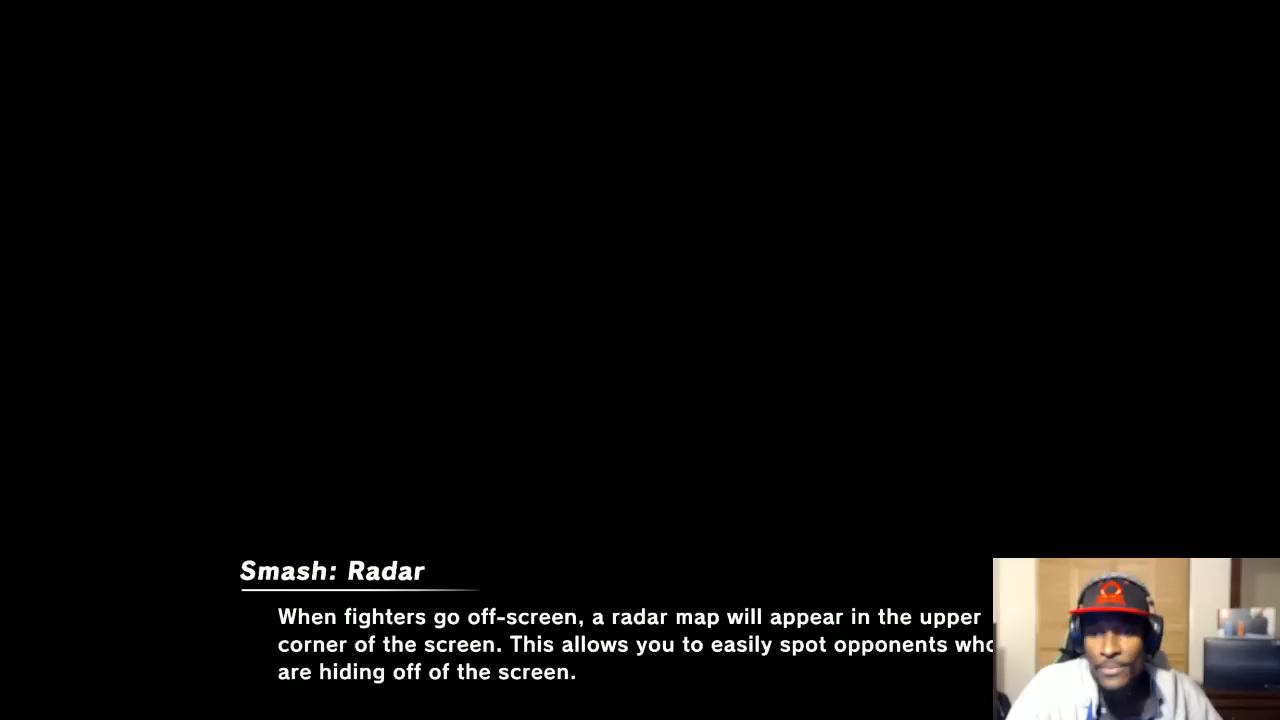 Smash: Radar
When fighters go off-screen, a radar map will appear in the upper
corner of the screen. This allows you to easily spot opponents who
are hiding off of the screen.